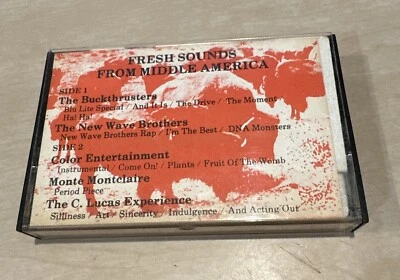 FRESH SOUNDS
FROM MIDDLE AMERICA
SIDE 1
The Buckthrusters
Blu Lite Special / And It Is / The Drive / The Moment
Ha! Ha!
The New Wave Brothers
New Wave Brothers Rap / I'm The Best / DNA Monsters
SIDE 2
Color Entertainment
Instrumental / Come On! / Plants / Fruit Of The Womb
Monte Montclaire
Period Piece
The C. Lucas Experience
Silliness / Art / Sincerity / Indulgence / And Acting Out